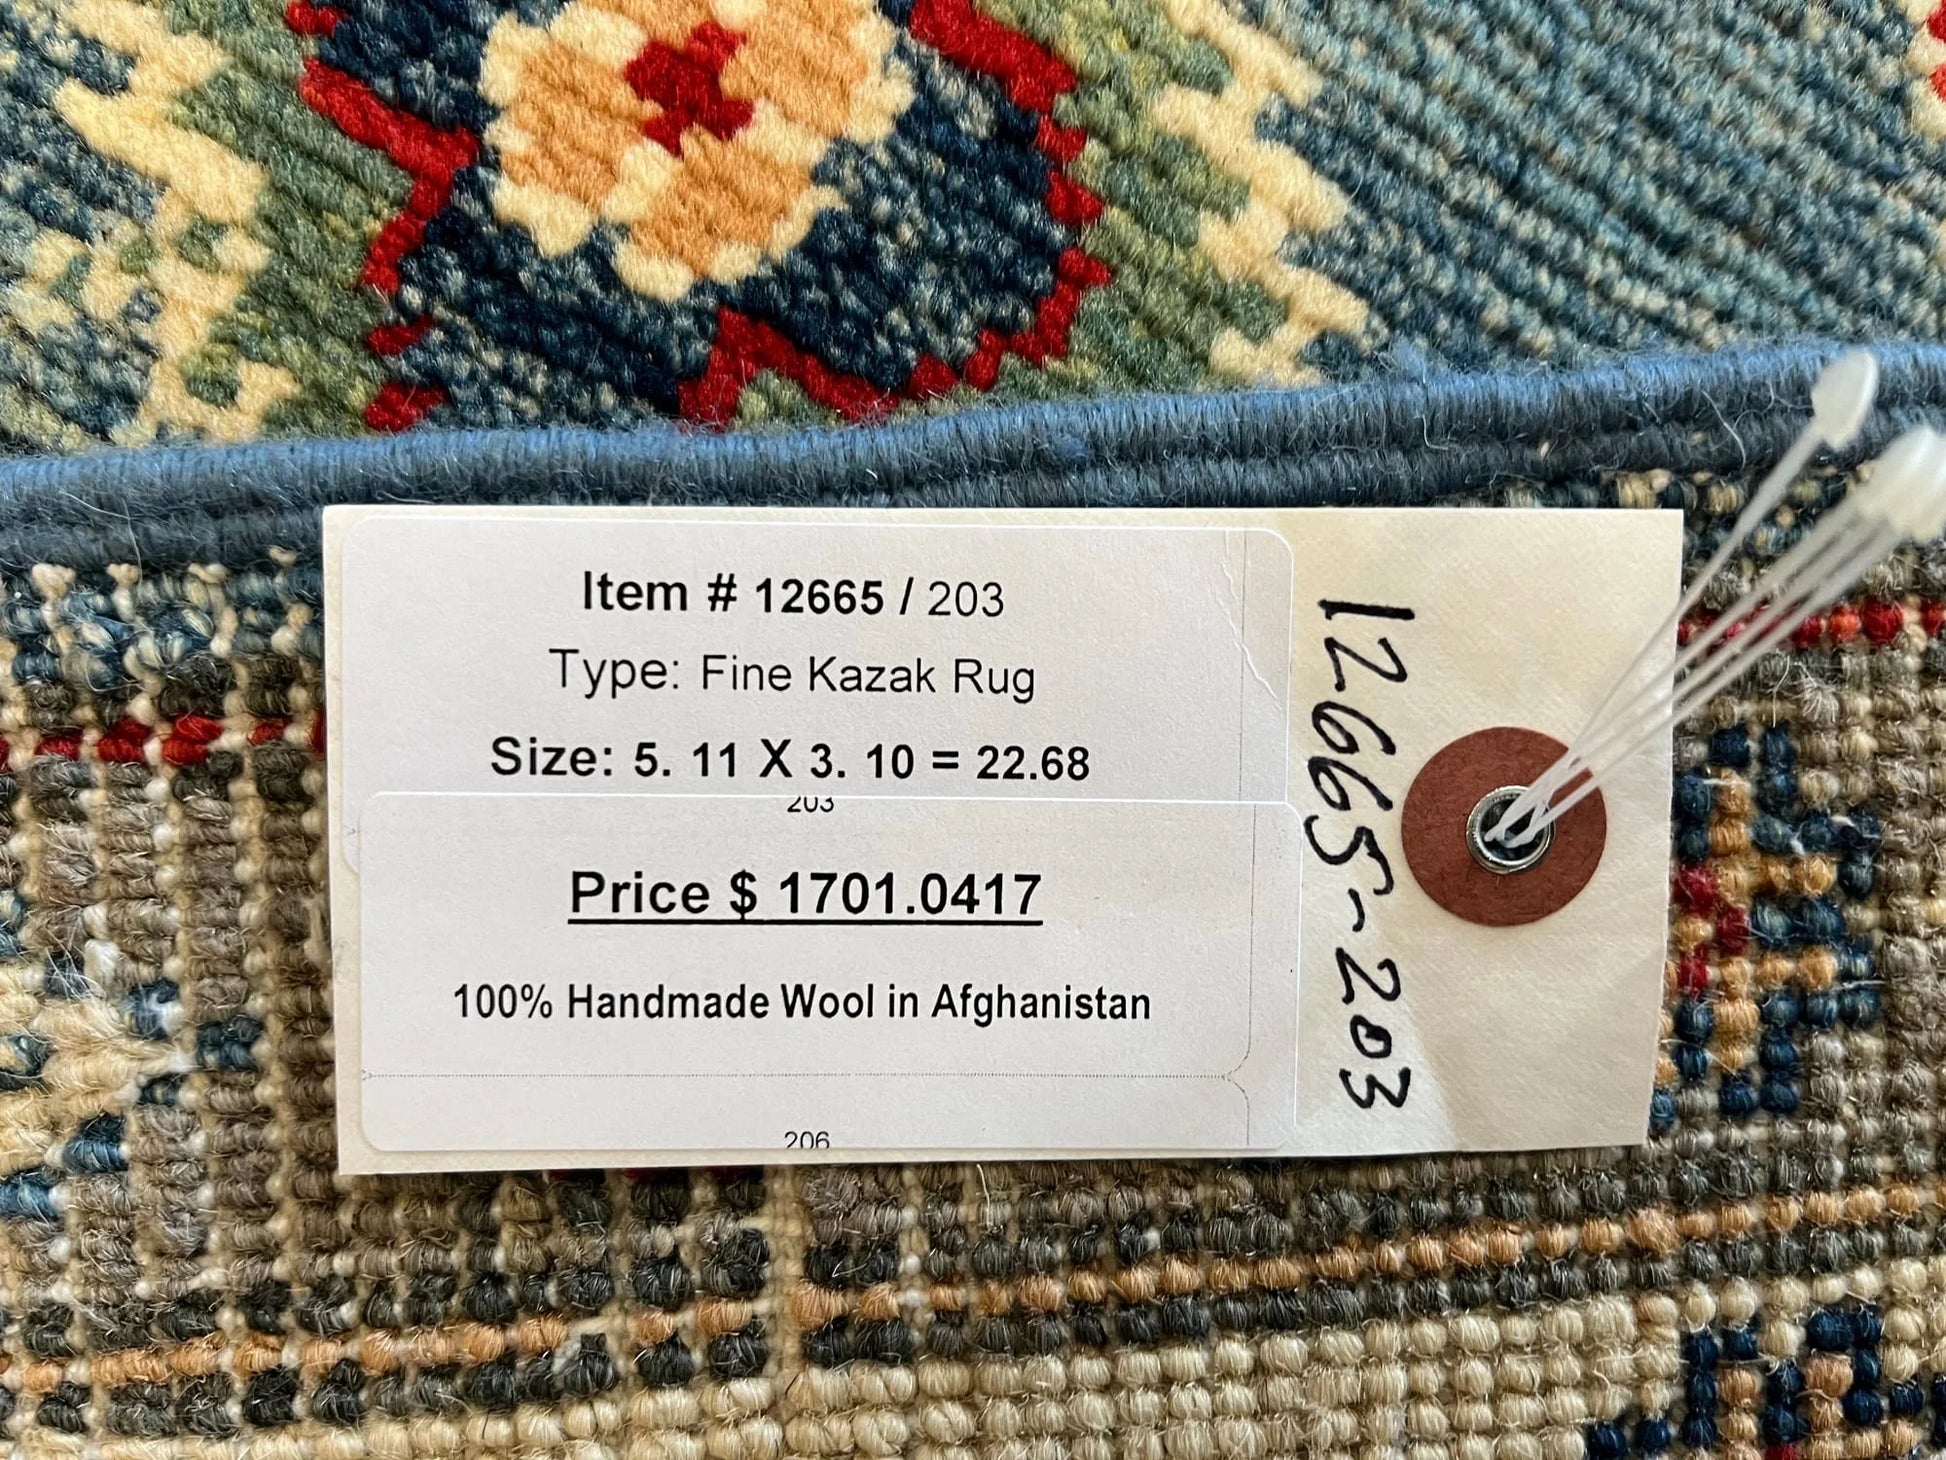 Item # 12665 / 203
Type: Fine Kazak Rug
Size: 5. 11 X 3. 10 = 22.68
203
Price $ 1701.0417
100% Handmade Wool in Afghanistan
206
12665-203